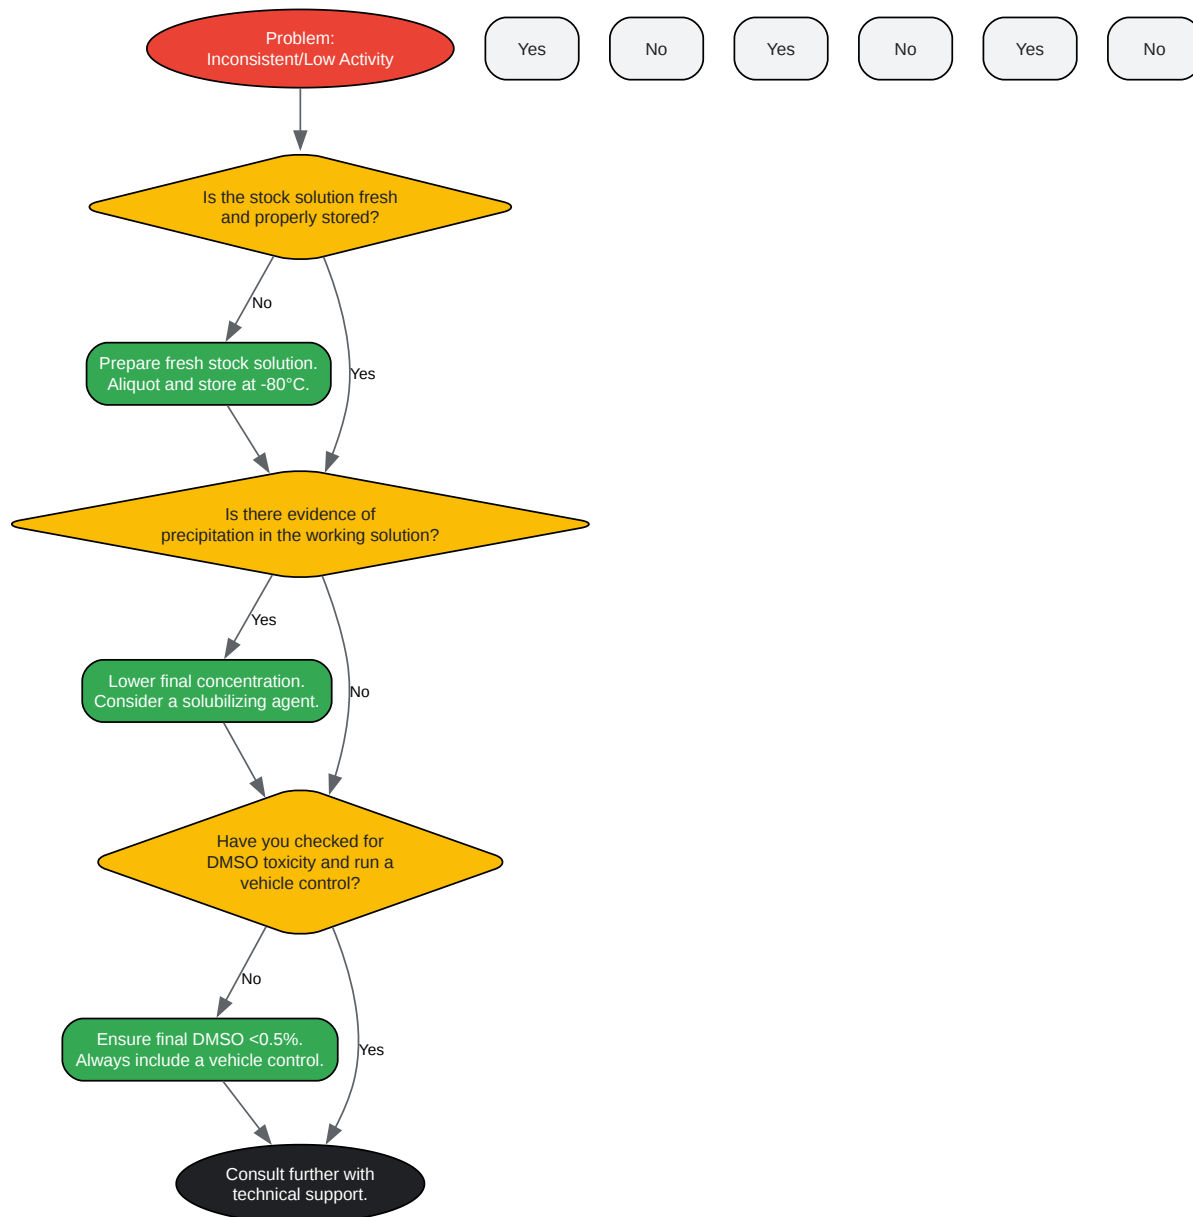 Problem:
Inconsistent/Low Activity
Yes
No
Yes
No
Yes
No
Is the stock solution fresh
and properly stored?
No
Prepare fresh stock solution.
Aliquot and store at -80°C.
Yes
Is there evidence of
precipitation in the working solution?
Yes
Lower final concentration.
Consider a solubilizing agent.
No
Have you checked for
DMSO toxicity and run a
vehicle control?
No
Ensure final DMSO <0.5%.
Always include a vehicle control.
Yes
Consult further with
technical support.